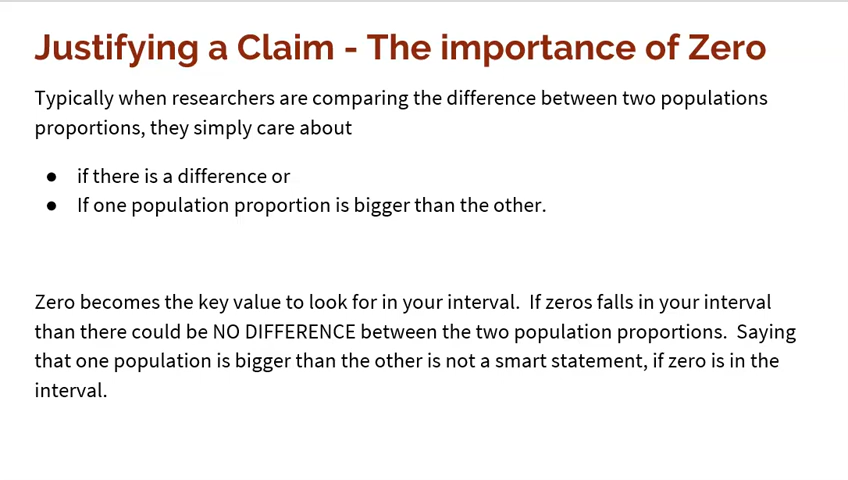 Justifying a Claim - The importance of Zero
Typically when researchers are comparing the difference between two populations
proportions, they simply care about
● if there is a difference or
● If one population proportion is bigger than the other.
Zero becomes the key value to look for in your interval.  If zeros falls in your interval
than there could be NO DIFFERENCE between the two population proportions.  Saying
that one population is bigger than the other is not a smart statement, if zero is in the
interval.